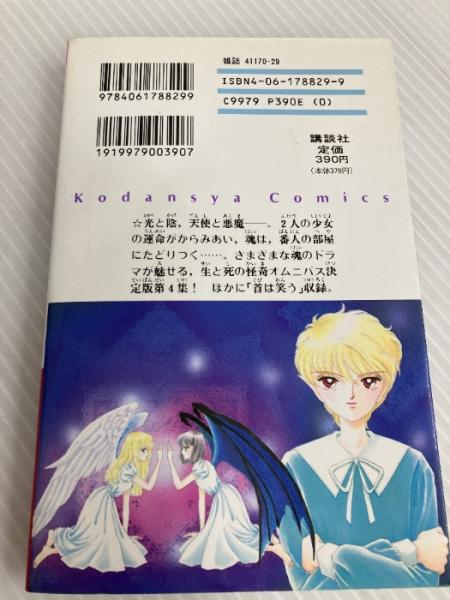 雑誌 41170-29
9784061788299
ISBN4-06-178829-9
C9979 P390E (0)
1919979003907
講談社
定価
390円
(本体379円)
Kodansya Comics
☆光と陰，天使と悪魔――。2人の少女
の運命がからみあい，魂は，番人の部屋
にたどりつく……。さまざまな魂のドラ
マが魅せる，生と死の怪奇オムニバス決
定版第4集！　ほかに「首は笑う」収録。